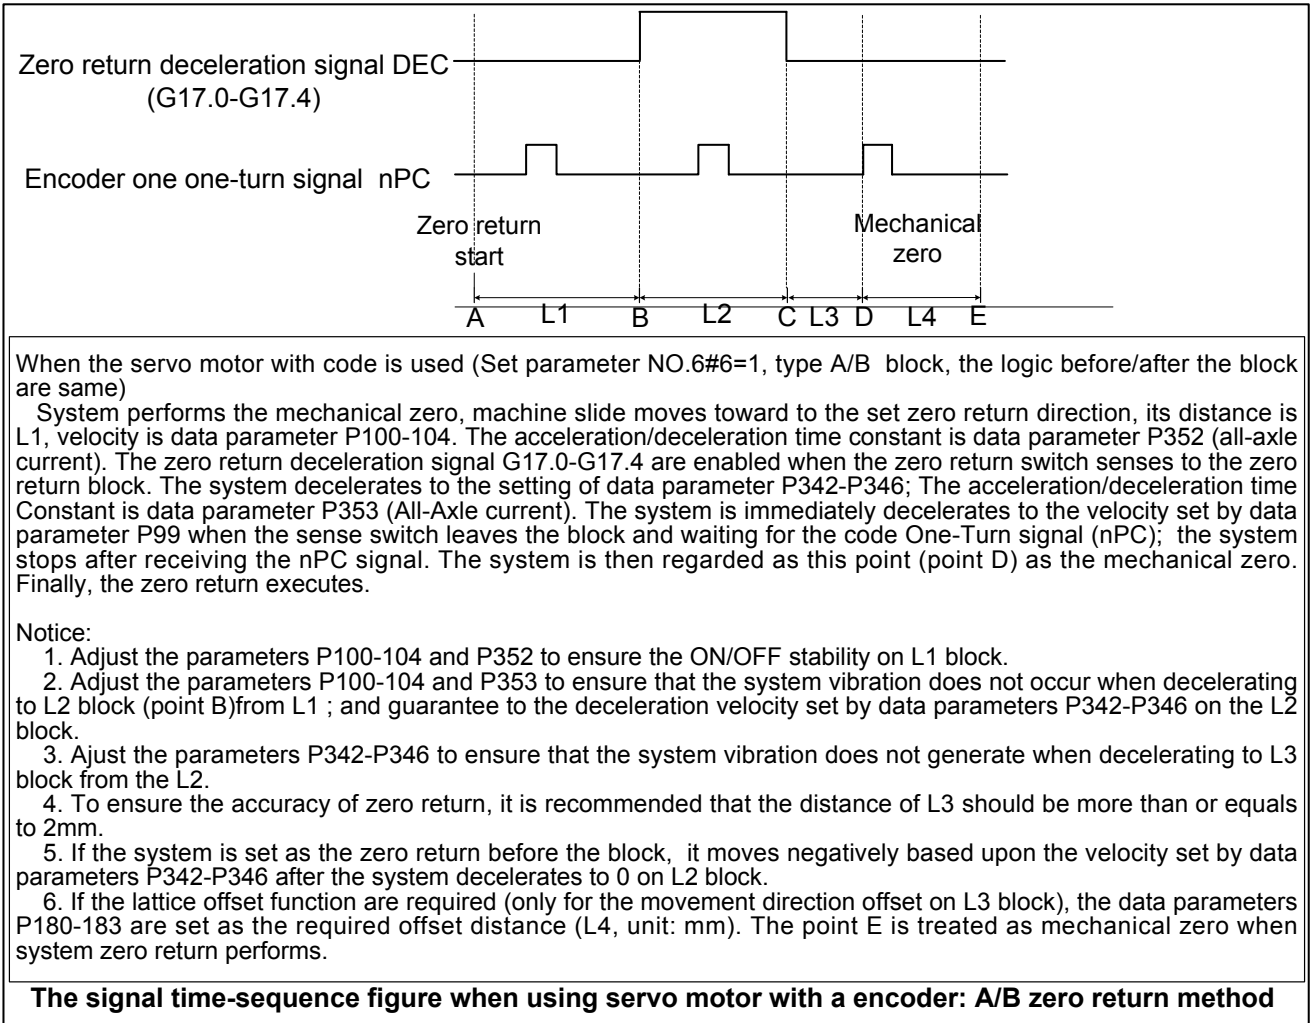 Zero return deceleration signal DEC
(G17.0-G17.4)
Encoder one one-turn signal nPC
Zero return
start
Mechanical
zero
A L1 B L2 C L3 D L4 E
When the servo motor with code is used (Set parameter NO.6#6=1, type A/B block, the logic before/after the block
are same)
System performs the mechanical zero, machine slide moves toward to the set zero return direction, its distance is
L1, velocity is data parameter P100-104. The acceleration/deceleration time constant is data parameter P352 (all-axle
current). The zero return deceleration signal G17.0-G17.4 are enabled when the zero return switch senses to the zero
return block. The system decelerates to the setting of data parameter P342-P346; The acceleration/deceleration time
Constant is data parameter P353 (All-Axle current). The system is immediately decelerates to the velocity set by data
parameter P99 when the sense switch leaves the block and waiting for the code One-Turn signal (nPC); the system
stops after receiving the nPC signal. The system is then regarded as this point (point D) as the mechanical zero.
Finally, the zero return executes.
Notice:
1. Adjust the parameters P100-104 and P352 to ensure the ON/OFF stability on L1 block.
2. Adjust the parameters P100-104 and P353 to ensure that the system vibration does not occur when decelerating
to L2 block (point B)from L1 ; and guarantee to the deceleration velocity set by data parameters P342-P346 on the L2
block.
3. Ajust the parameters P342-P346 to ensure that the system vibration does not generate when decelerating to L3
block from the L2.
4. To ensure the accuracy of zero return, it is recommended that the distance of L3 should be more than or equals
to 2mm.
5. If the system is set as the zero return before the block, it moves negatively based upon the velocity set by data
parameters P342-P346 after the system decelerates to 0 on L2 block.
6. If the lattice offset function are required (only for the movement direction offset on L3 block), the data parameters
P180-183 are set as the required offset distance (L4, unit: mm). The point E is treated as mechanical zero when
system zero return performs.
The signal time-sequence figure when using servo motor with a encoder: A/B zero return method